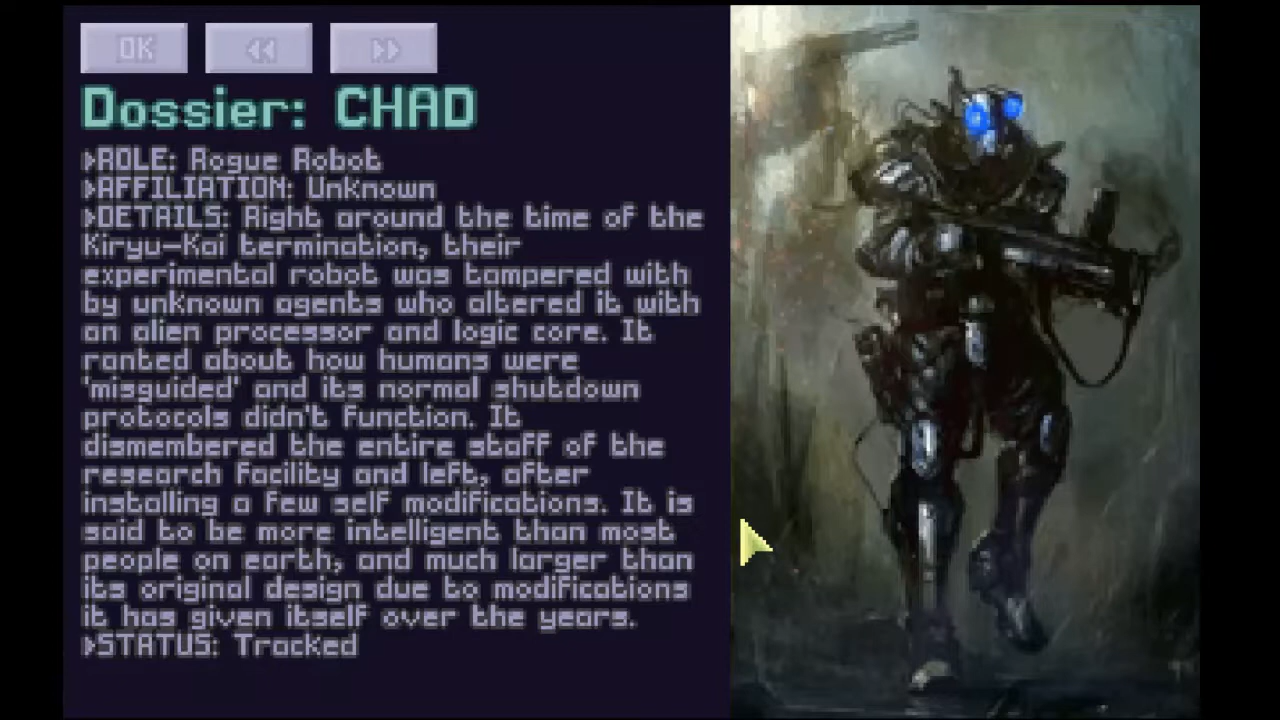 OK
Dossier: CHAD
>ROLE: Rogue Robot
>AFFILIATION: Unknown
>DETAILS: Right around the time of the
Kiryu-Kai termination, their
experimental robot was tampered with
by unknown agents who altered it with
an alien processor and logic core. It
ranted about how humans were
'misguided' and its normal shutdown
protocols didn't function. It
dismembered the entire staff of the
research facility and left, after
installing a few self modifications. It is
said to be more intelligent than most
people on earth, and much larger than
its original design due to modifications
it has given itself over the years.
>STATUS: Tracked